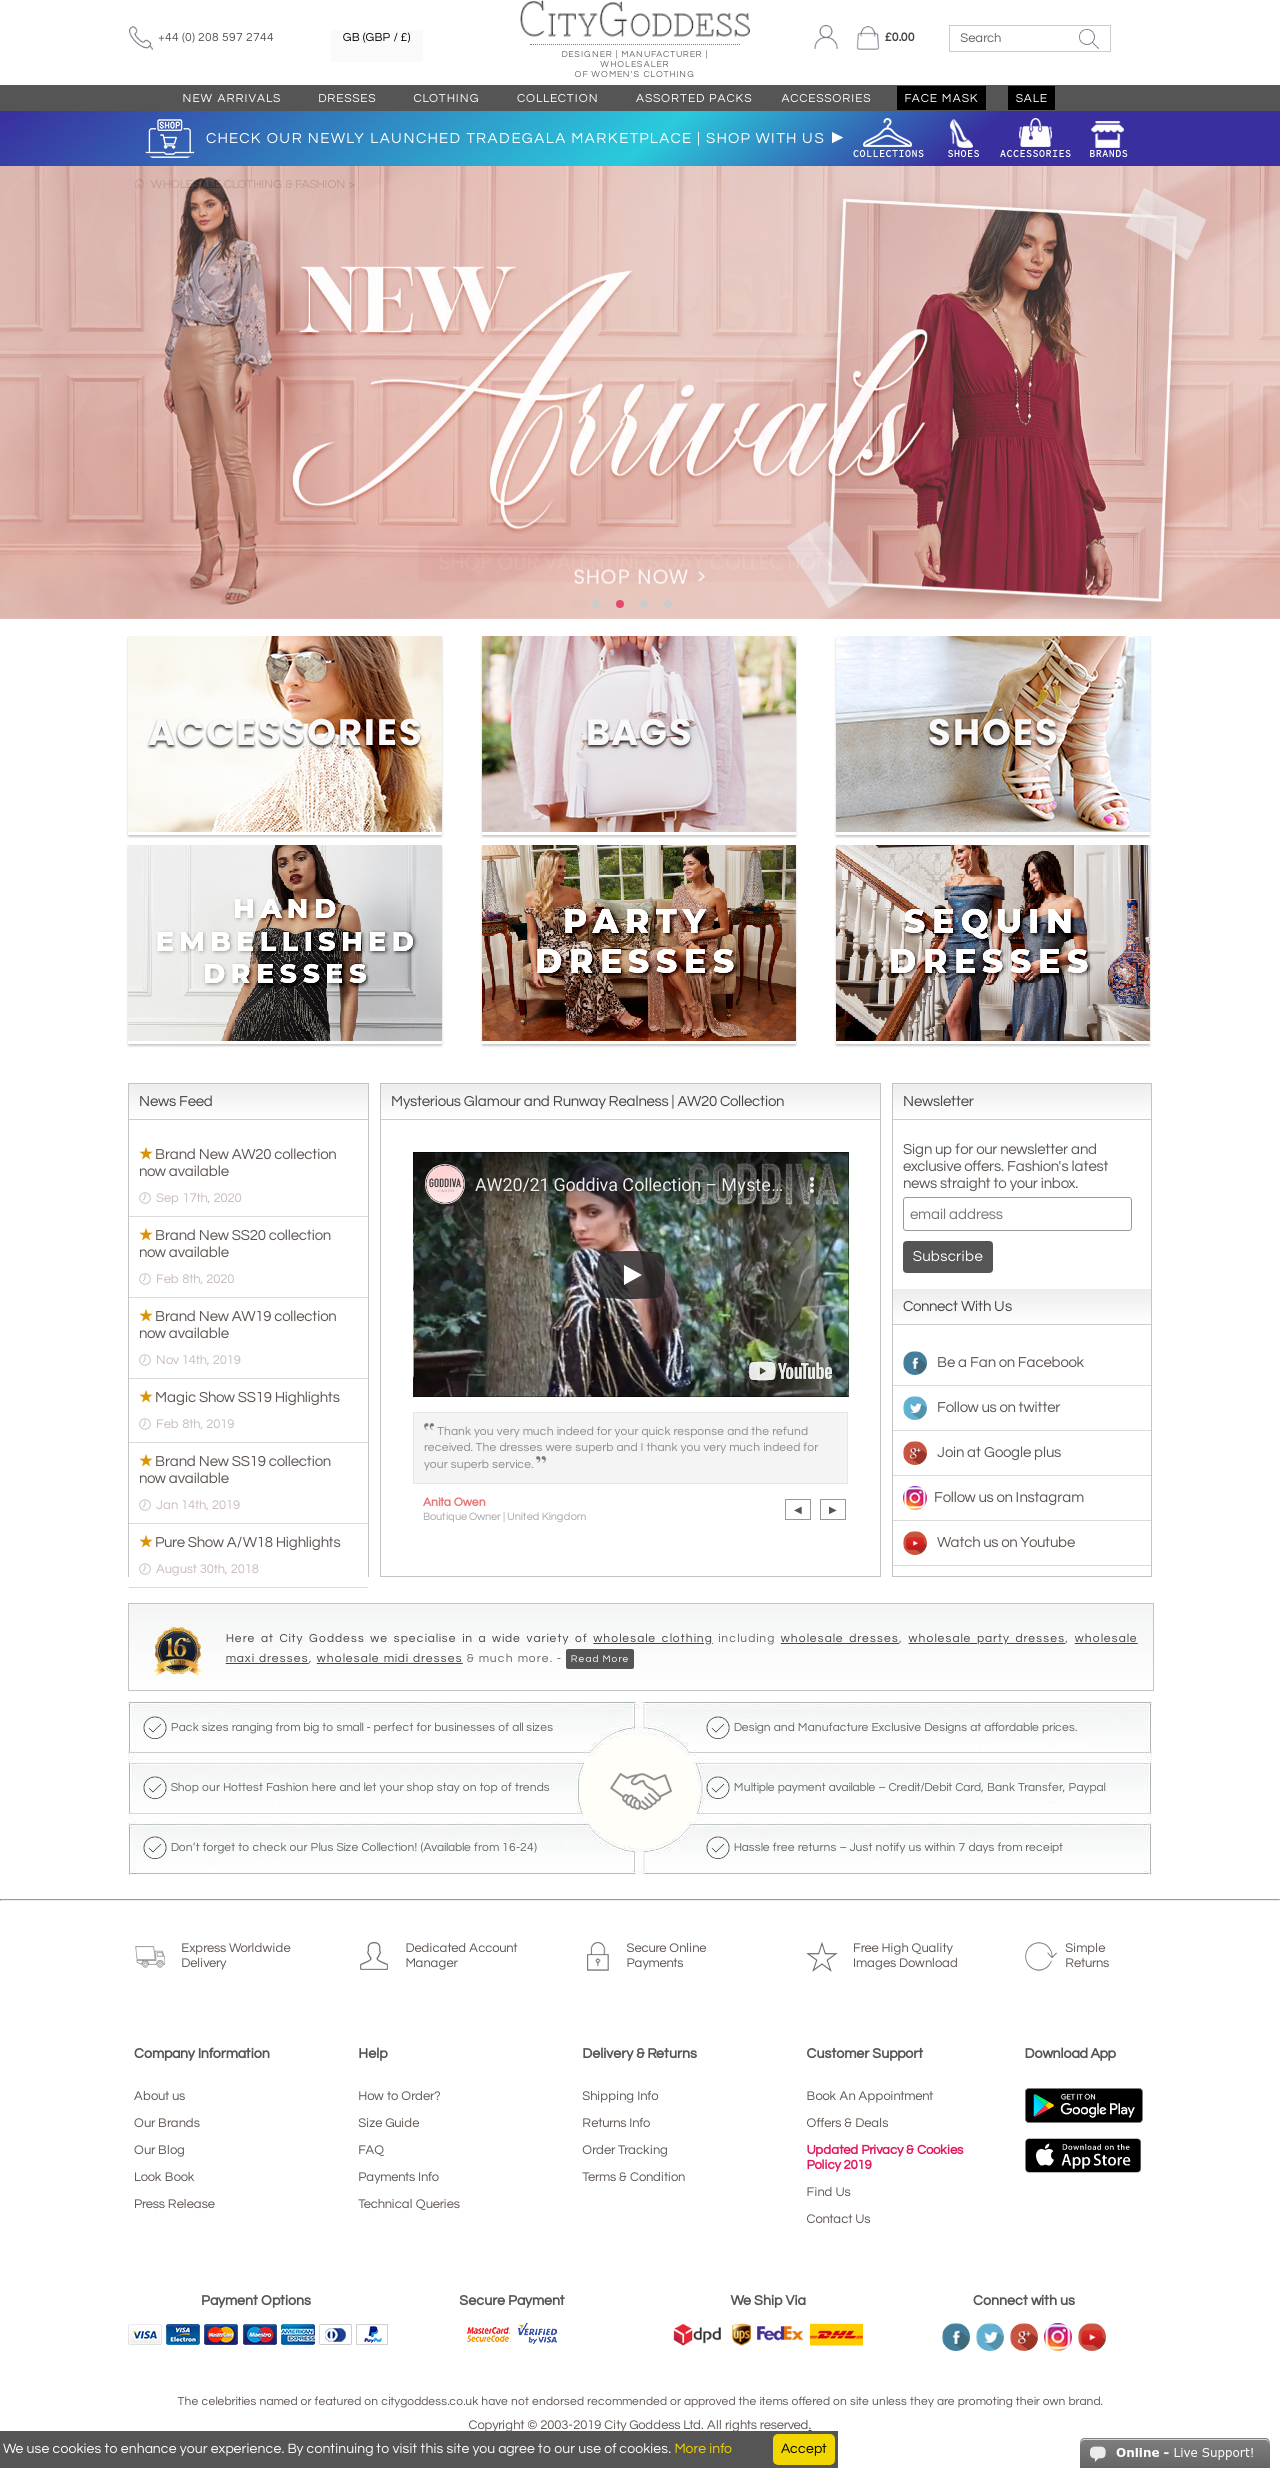 +44 (0) 208 597 2744
GB (GBP / £)
CITYGODDESS
DESIGNER | MANUFACTURER |
WHOLESALER
OF WOMEN'S CLOTHING
£0.00
Search
NEW ARRIVALS DRESSES CLOTHING COLLECTION ASSORTED PACKS ACCESSORIES FACE MASK SALE
SHOP
CHECK OUR NEWLY LAUNCHED TRADEGALA MARKETPLACE | SHOP WITH US ▶
COLLECTIONS SHOES ACCESSORIES BRANDS
WHOLESALE CLOTHING & FASHION >
NEW
Arrivals
SHOP OUR VALENTINE'S DAY COLLECTION >
SHOP NOW >
ACCESSORIES
BAGS
SHOES
HAND
EMBELLISHED
DRESSES
PARTY
DRESSES
SEQUIN
DRESSES
News Feed
★ Brand New AW20 collection
now available
Sep 17th, 2020
★ Brand New SS20 collection
now available
Feb 8th, 2020
★ Brand New AW19 collection
now available
Nov 14th, 2019
★ Magic Show SS19 Highlights
Feb 8th, 2019
★ Brand New SS19 collection
now available
Jan 14th, 2019
★ Pure Show A/W18 Highlights
August 30th, 2018
Mysterious Glamour and Runway Realness | AW20 Collection
GODDIVA
GODDIVA
AW20/21 Goddiva Collection – Myste...
YouTube
❝ Thank you very much indeed for your quick response and the refund
received. The dresses were superb and I thank you very much indeed for
your superb service. ❞
Anita Owen
Boutique Owner | United Kingdom
◀ ▶
Newsletter
Sign up for our newsletter and
exclusive offers. Fashion's latest
news straight to your inbox.
email address
Subscribe
Connect With Us
Be a Fan on Facebook
Follow us on twitter
Join at Google plus
Follow us on Instagram
Watch us on Youtube
16
Here at City Goddess we specialise in a wide variety of wholesale clothing including wholesale dresses, wholesale party dresses, wholesale
maxi dresses, wholesale midi dresses & much more. - Read More
Pack sizes ranging from big to small - perfect for businesses of all sizes
Design and Manufacture Exclusive Designs at affordable prices.
Shop our Hottest Fashion here and let your shop stay on top of trends
Multiple payment available – Credit/Debit Card, Bank Transfer, Paypal
Don't forget to check our Plus Size Collection! (Available from 16-24)
Hassle free returns – Just notify us within 7 days from receipt
Express Worldwide
Delivery
Dedicated Account
Manager
Secure Online
Payments
Free High Quality
Images Download
Simple
Returns
Company Information
About us
Our Brands
Our Blog
Look Book
Press Release
Help
How to Order?
Size Guide
FAQ
Payments Info
Technical Queries
Delivery & Returns
Shipping Info
Returns Info
Order Tracking
Terms & Condition
Customer Support
Book An Appointment
Offers & Deals
Updated Privacy & Cookies
Policy 2019
Find Us
Contact Us
Download App
GET IT ON
Google Play
Download on the
App Store
Payment Options
VISA VISA Electron MasterCard Maestro AMERICAN EXPRESS PayPal
Secure Payment
MasterCard. SecureCode VERIFIED by VISA
We Ship Via
dpd ups FedEx DHL
Connect with us
The celebrities named or featured on citygoddess.co.uk have not endorsed recommended or approved the items offered on site unless they are promoting their own brand.
Copyright © 2003-2019 City Goddess Ltd. All rights reserved.
We use cookies to enhance your experience. By continuing to visit this site you agree to our use of cookies. More info Accept
Online - Live Support!